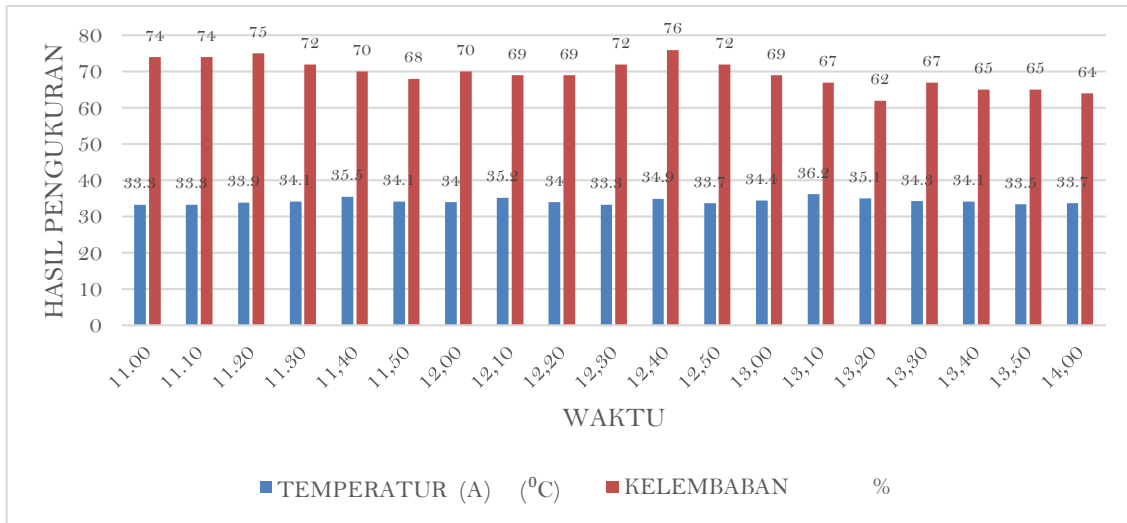 74 74 75 72 70 68 70 69 69 72 76 72 69 67 62 67 65 65 64
33.3 33.3 33.9 34.1 35.5 34.1 34 35.2 34 33.3 34.9 33.7 34.4 36.2 35.1 34.3 34.1 33.5 33.7
80
70
60
50
40
30
20
10
0
HASIL PENGUKURAN
11.00 11.10 11.20 11.30 11,40 11,50 12,00 12,10 12,20 12,30 12,40 12,50 13,00 13,10 13,20 13,30 13,40 13,50 14,00
WAKTU
TEMPERATUR (A) (⁰C) KELEMBABAN %